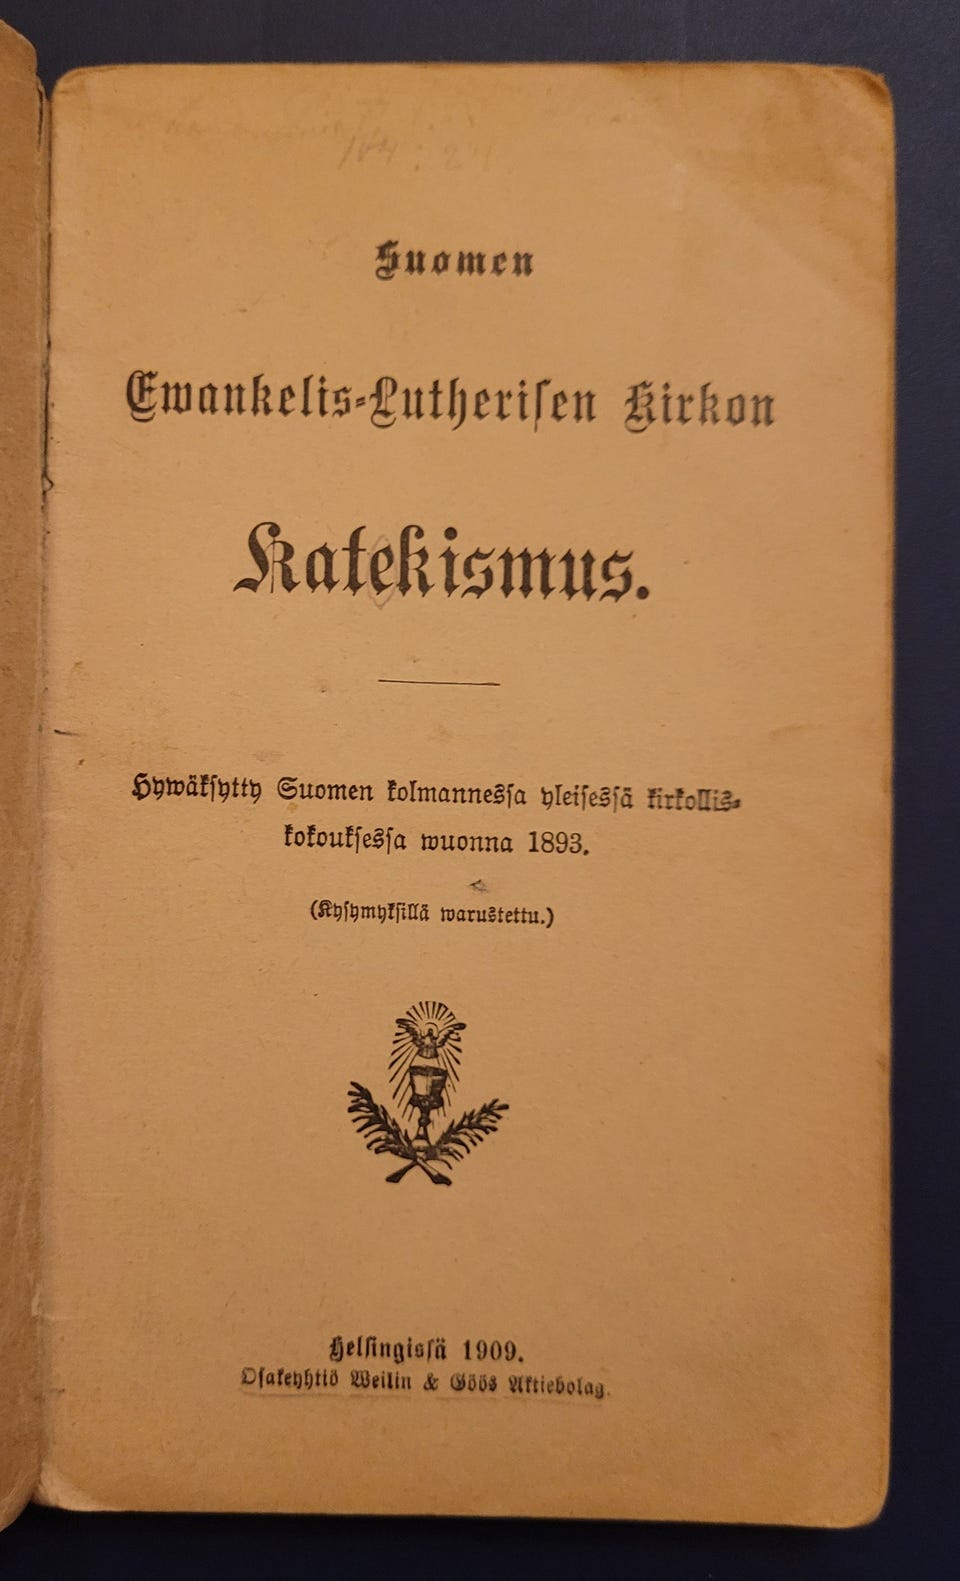 Suomen
Ewankelis-Lutherisen Kirkon
Katekismus.
Hywäksytty Suomen kolmannessa yleisessä kirkollis-
kokouksessa wuonna 1893.
(Kysymyksillä warustettu.)
Helsingissä 1909.
Osakeyhtiö Weilin & Göös Aktiebolag.